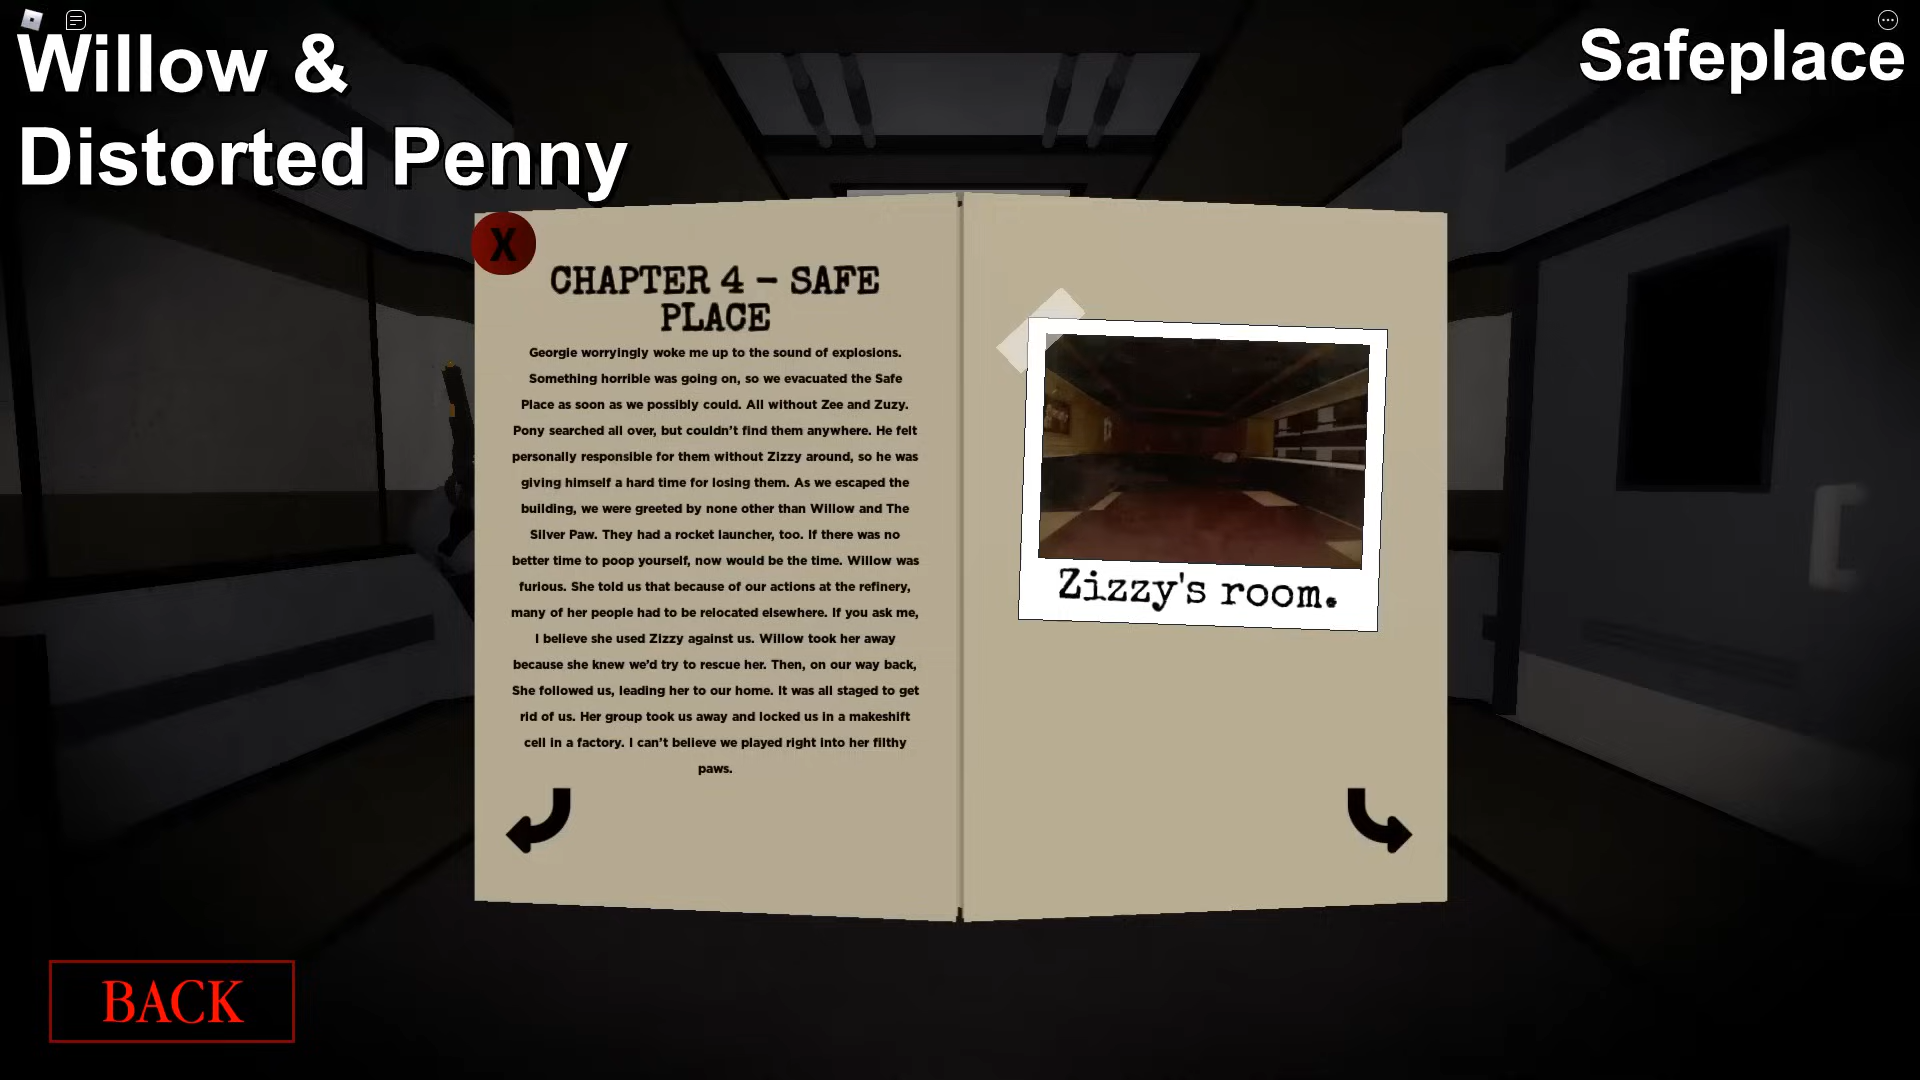 Willow &
Distorted Penny
Safeplace
X
CHAPTER 4 - SAFE
PLACE
Georgie worryingly woke me up to the sound of explosions.
Something horrible was going on, so we evacuated the Safe
Place as soon as we possibly could. All without Zee and Zuzy.
Pony searched all over, but couldn't find them anywhere. He felt
personally responsible for them without Zizzy around, so he was
giving himself a hard time for losing them. As we escaped the
building, we were greeted by none other than Willow and The
Silver Paw. They had a rocket launcher, too. If there was no
better time to poop yourself, now would be the time. Willow was
furious. She told us that because of our actions at the refinery,
many of her people had to be relocated elsewhere. If you ask me,
I believe she used Zizzy against us. Willow took her away
because she knew we'd try to rescue her. Then, on our way back,
She followed us, leading her to our home. It was all staged to get
rid of us. Her group took us away and locked us in a makeshift
cell in a factory. I can't believe we played right into her filthy
paws.
Zizzy's room.
BACK